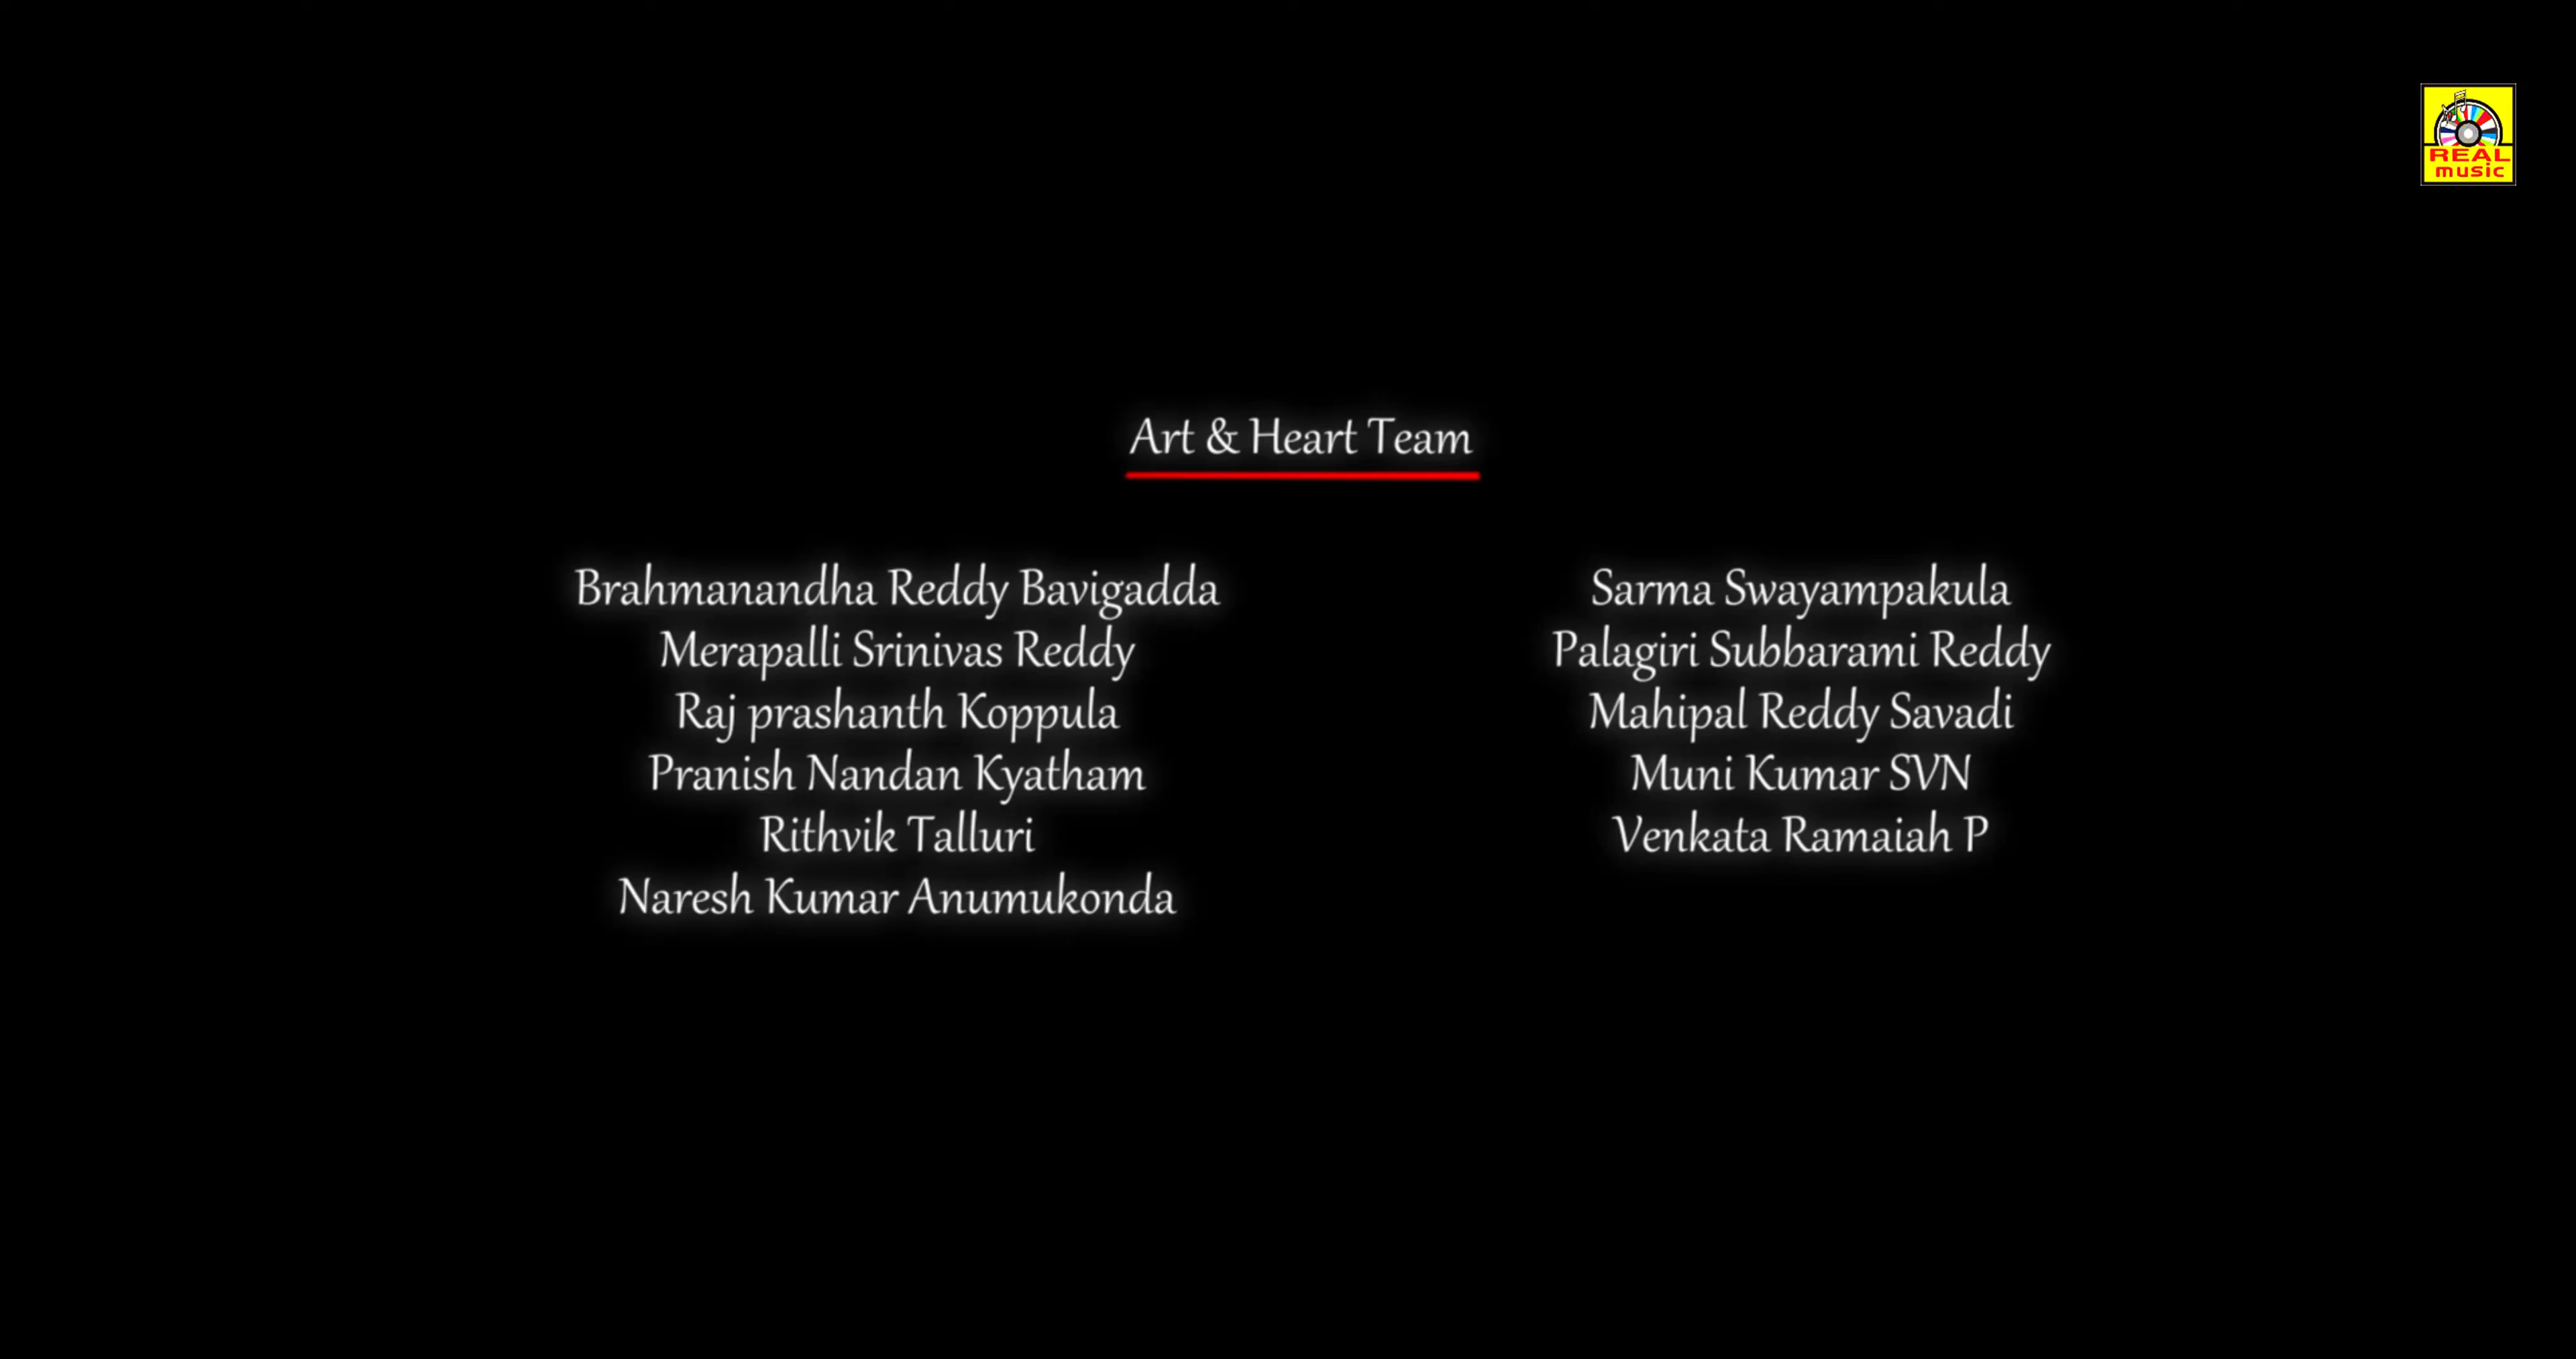 REAL
music
Art & Heart Team
Brahmanandha Reddy Bavigadda
Merapalli Srinivas Reddy
Raj prashanth Koppula
Pranish Nandan Kyatham
Rithvik Talluri
Naresh Kumar Anumukonda
Sarma Swayampakula
Palagiri Subbarami Reddy
Mahipal Reddy Savadi
Muni Kumar SVN
Venkata Ramaiah P